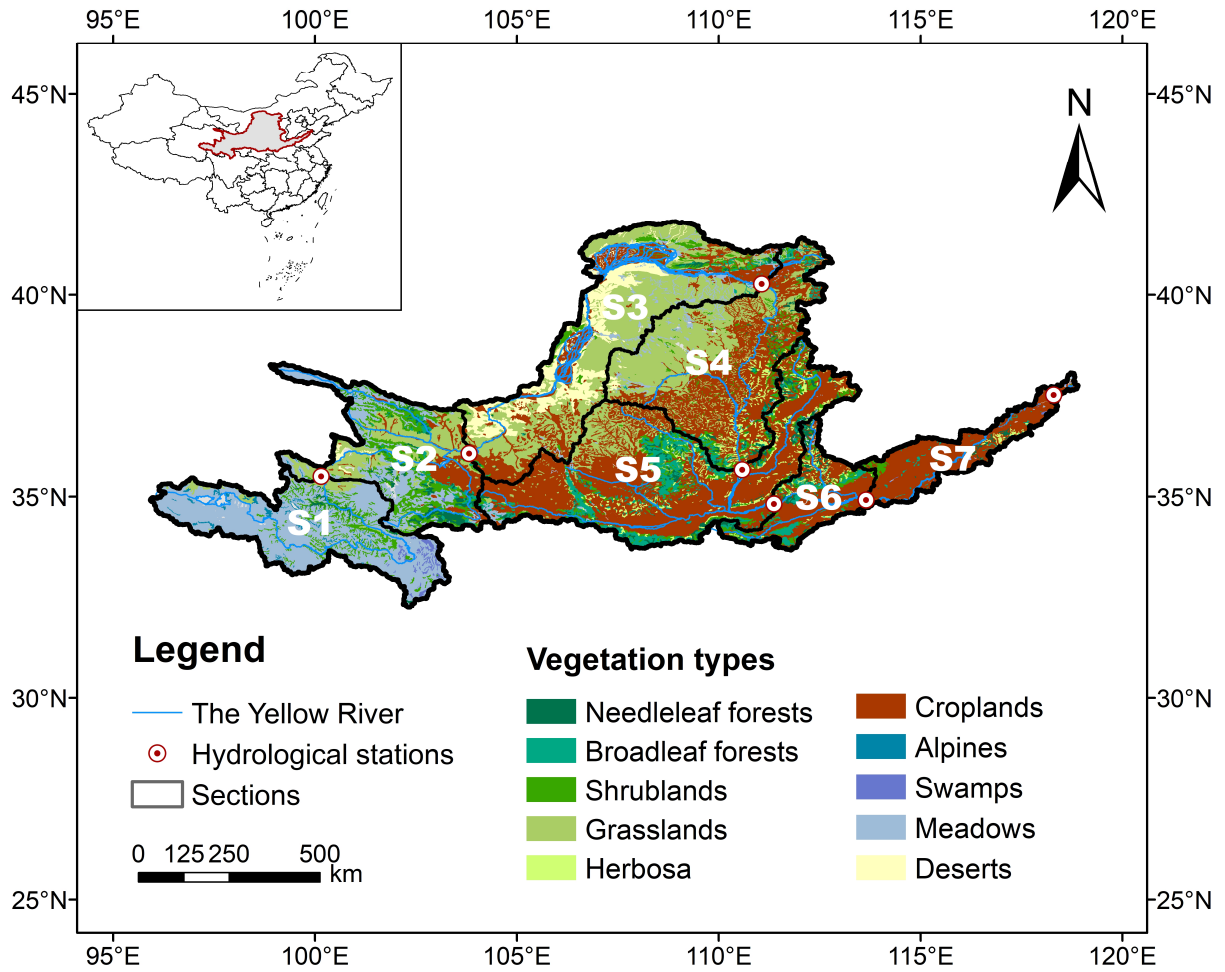 95°E 100°E 105°E 110°E 115°E 120°E
45°N 45°N
N
40°N 40°N
S3
S4
S2
S5
S7
35°N 35°N
S6
S1
Legend
Vegetation types
The Yellow River
Hydrological stations
Sections
0 125 250 500
km
Needleleaf forests
Broadleaf forests
Shrublands
Grasslands
Herbosa
Croplands
Alpines
Swamps
Meadows
Deserts
30°N 30°N
25°N 25°N
95°E 100°E 105°E 110°E 115°E 120°E